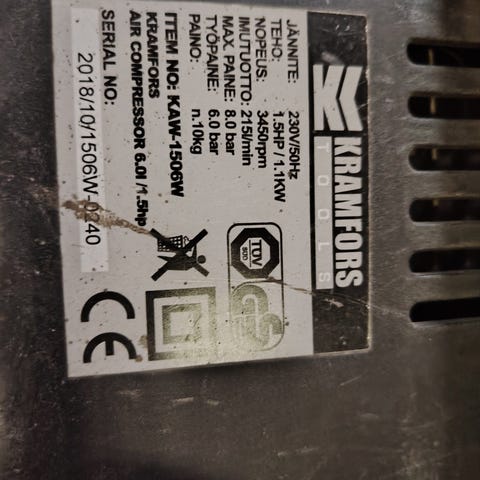 KRAMFORS
TOOLS
JÄNNITE: 230V/50Hz
TEHO: 1.5HP / 1.1KW
NOPEUS: 3450rpm
IMUTUOTTO: 215l/min
MAX. PAINE: 8.0 bar
TYÖPAINE: 6.0 bar
PAINO: n.10kg
ITEM NO: KAW-1506W
KRAMFORS
AIR COMPRESSOR 6.0l /1.5hp
SERIAL NO:
2018/10/1506W-0240
TÜV
SÜD
GS
CE